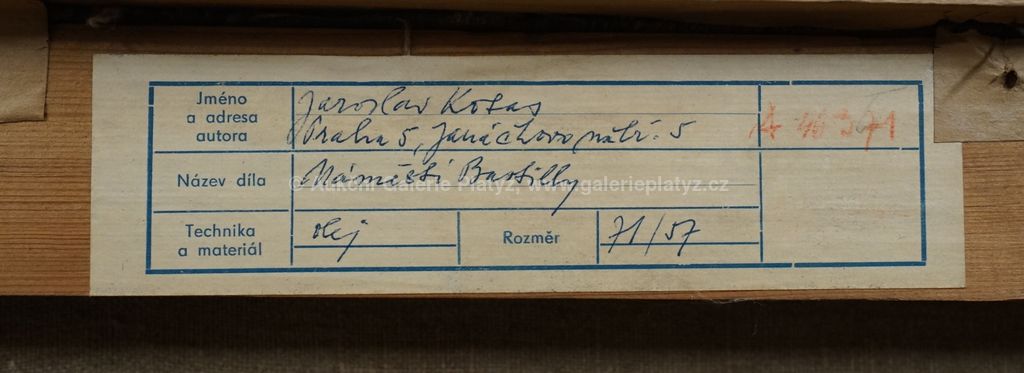 Jméno
a adresa
autora
Jaroslav Kotas
Praha 5, Janáčkovo nábř. 5
Název díla
Náměstí Bastilly
© Aukční Galerie Platýz, www.galerieplatyz.cz
Technika
a materiál
olej
Rozměr
71/57